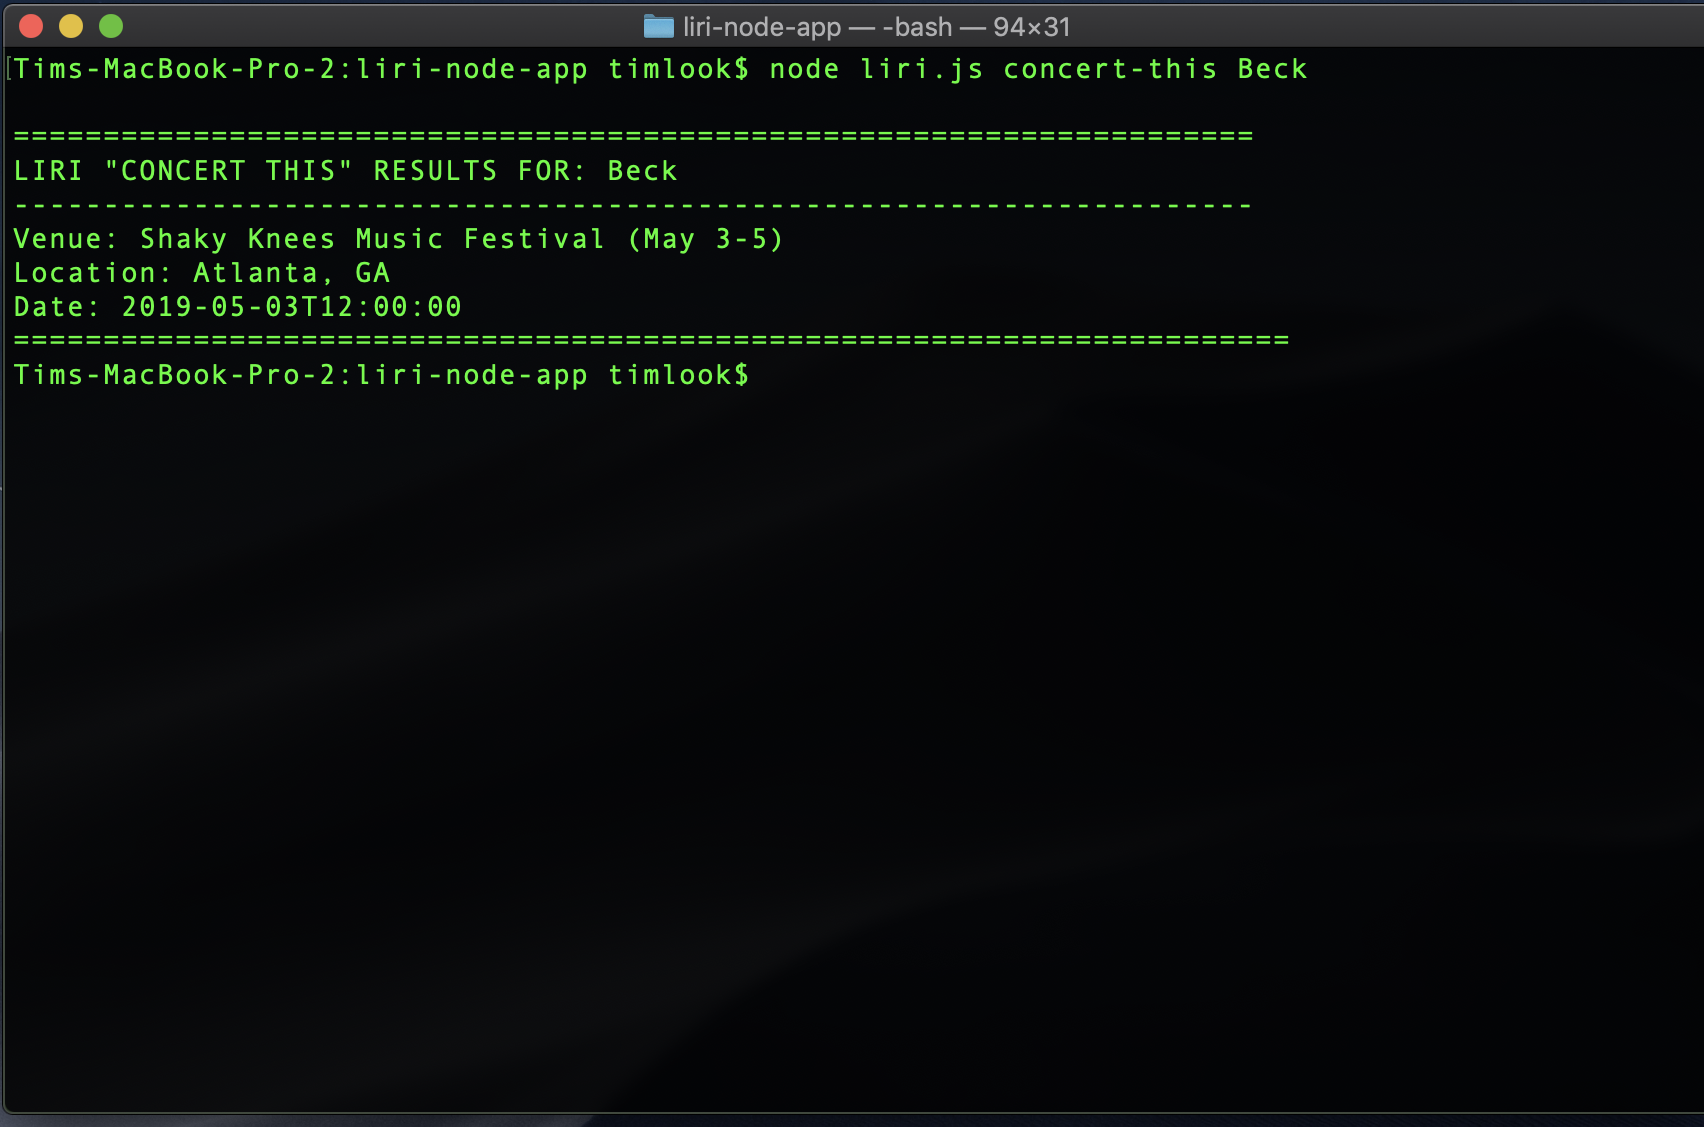 liri-node-app — -bash — 94×31
[Tims-MacBook-Pro-2:liri-node-app timlook$ node liri.js concert-this Beck
=====================================================================
LIRI "CONCERT THIS" RESULTS FOR: Beck
---------------------------------------------------------------------
Venue: Shaky Knees Music Festival (May 3-5)
Location: Atlanta, GA
Date: 2019-05-03T12:00:00
=======================================================================
Tims-MacBook-Pro-2:liri-node-app timlook$